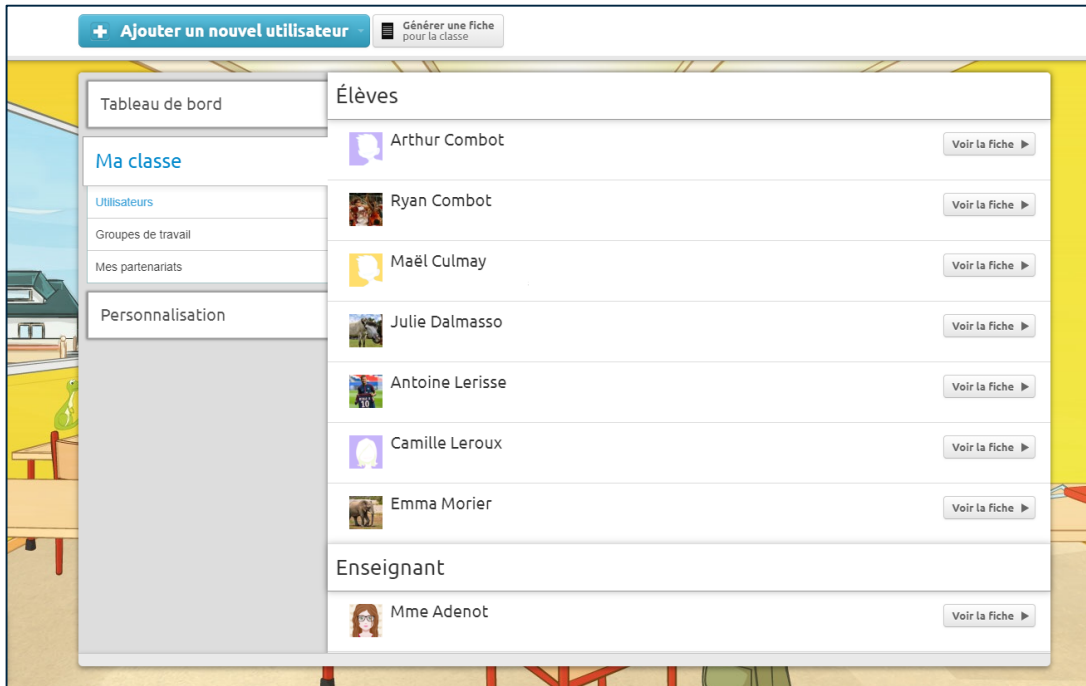 Ajouter un nouvel utilisateur
Générer une fiche
pour la classe
Tableau de bord
Ma classe
Utilisateurs
Groupes de travail
Mes partenariats
Personnalisation
Élèves
Arthur Combot
Voir la fiche
Ryan Combot
Voir la fiche
Maël Culmay
Voir la fiche
Julie Dalmasso
Voir la fiche
Antoine Lerisse
Voir la fiche
10
Camille Leroux
Voir la fiche
Emma Morier
Voir la fiche
Enseignant
Mme Adenot
Voir la fiche